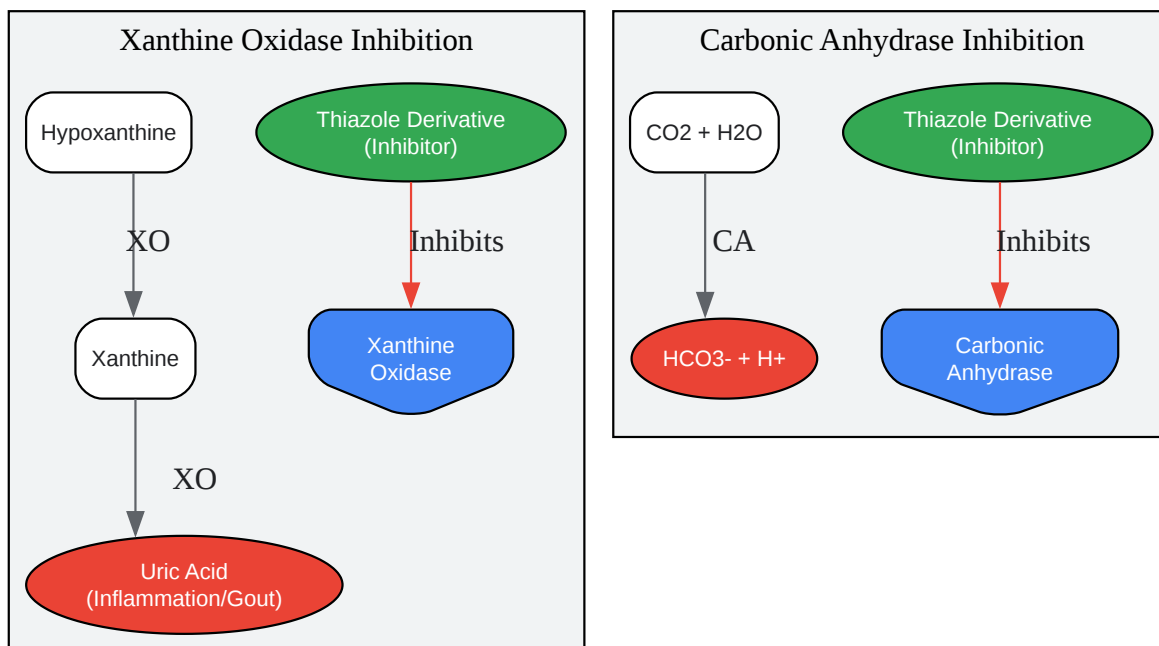 Xanthine Oxidase Inhibition
Hypoxanthine
Thiazole Derivative
(Inhibitor)
XO
Inhibits
Xanthine
Xanthine
Oxidase
XO
Uric Acid
(Inflammation/Gout)
Carbonic Anhydrase Inhibition
CO2 + H2O
Thiazole Derivative
(Inhibitor)
CA
Inhibits
HCO3- + H+
Carbonic
Anhydrase